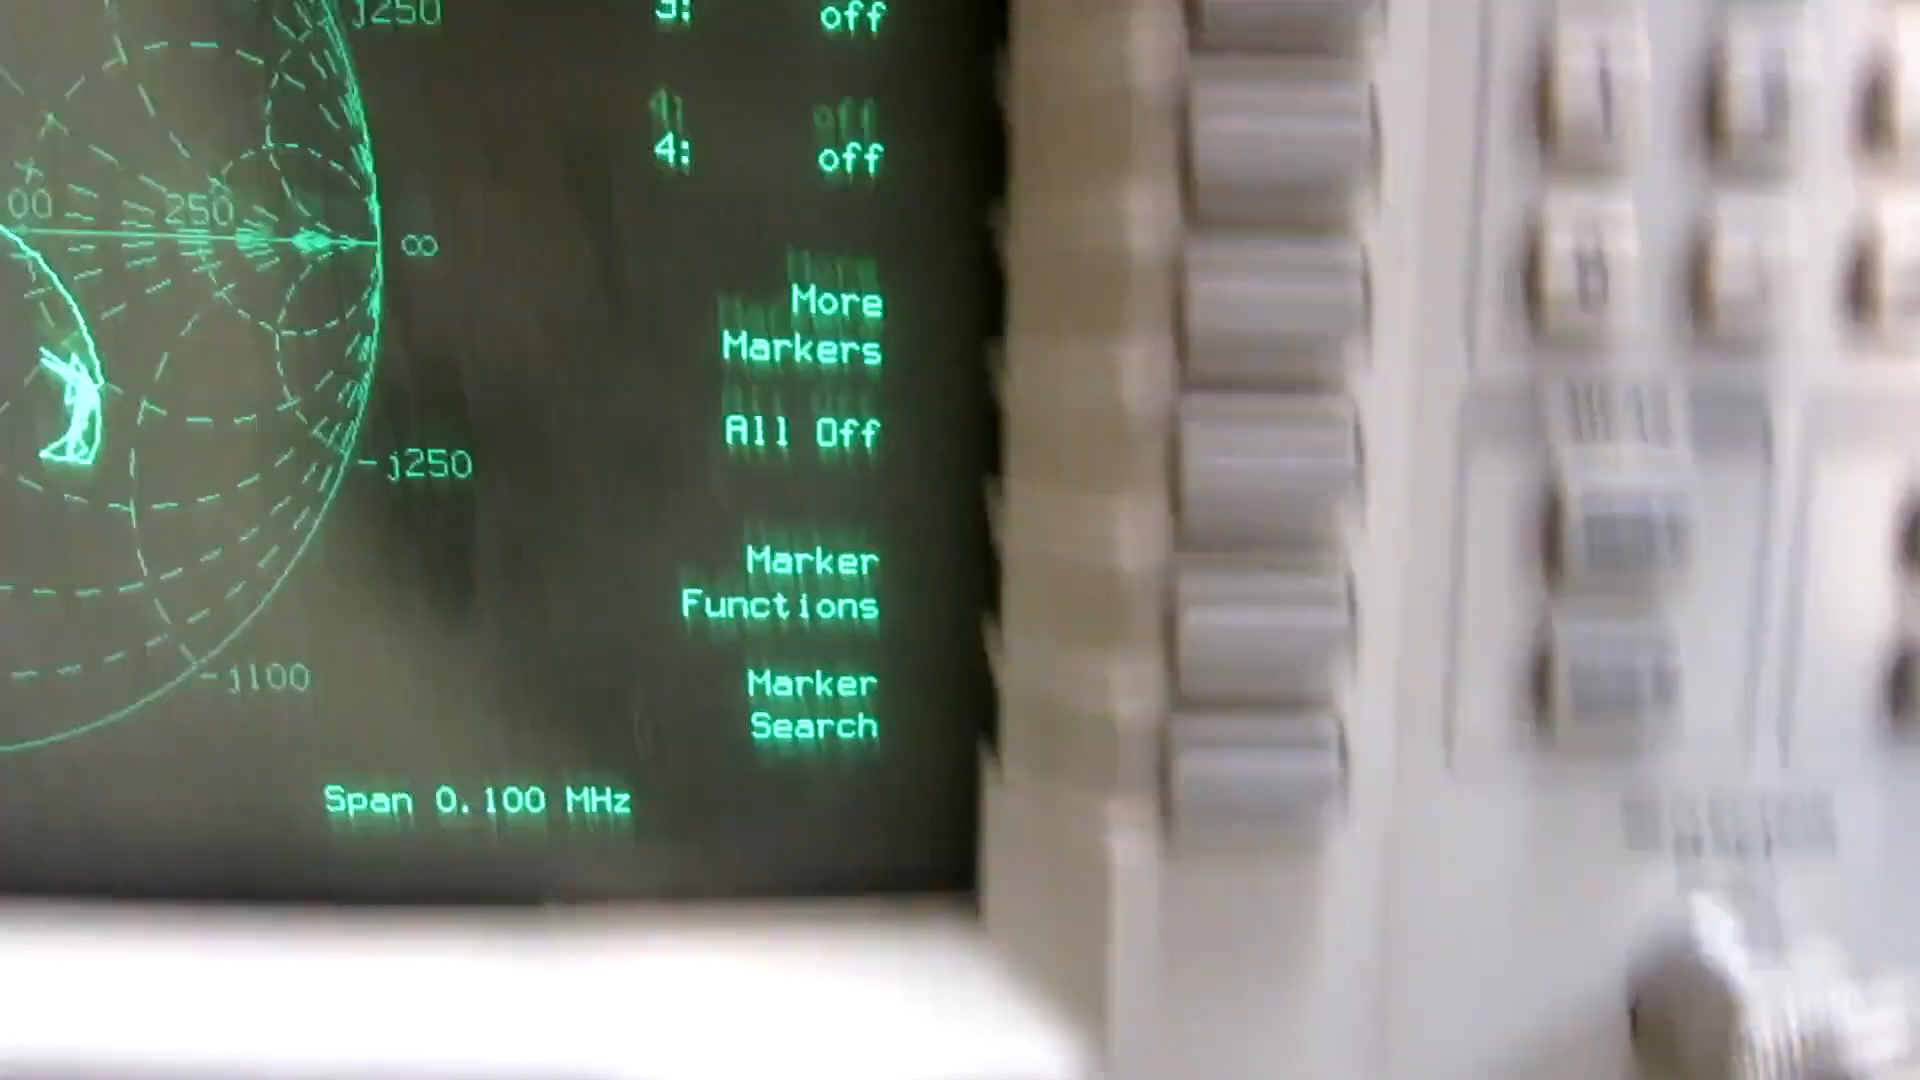 j250
3: off
4: off
00 250 ∞
More
Markers
All Off
-j250
Marker
Functions
-j100
Marker
Search
Span 0.100 MHz